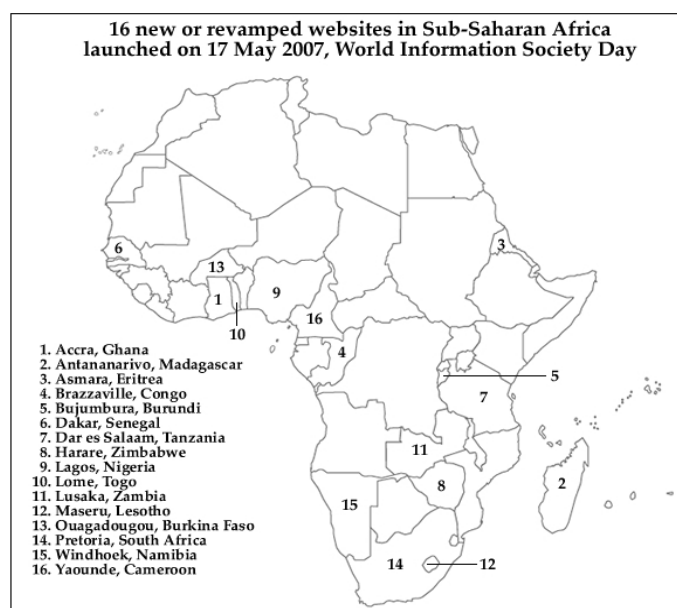 16 new or revamped websites in Sub-Saharan Africa
launched on 17 May 2007, World Information Society Day
6
3
13
1
9
16
10
4
5
7
11
8
2
15
14
12
1. Accra, Ghana
2. Antananarivo, Madagascar
3. Asmara, Eritrea
4. Brazzaville, Congo
5. Bujumbura, Burundi
6. Dakar, Senegal
7. Dar es Salaam, Tanzania
8. Harare, Zimbabwe
9. Lagos, Nigeria
10. Lome, Togo
11. Lusaka, Zambia
12. Maseru, Lesotho
13. Ouagadougou, Burkina Faso
14. Pretoria, South Africa
15. Windhoek, Namibia
16. Yaounde, Cameroon